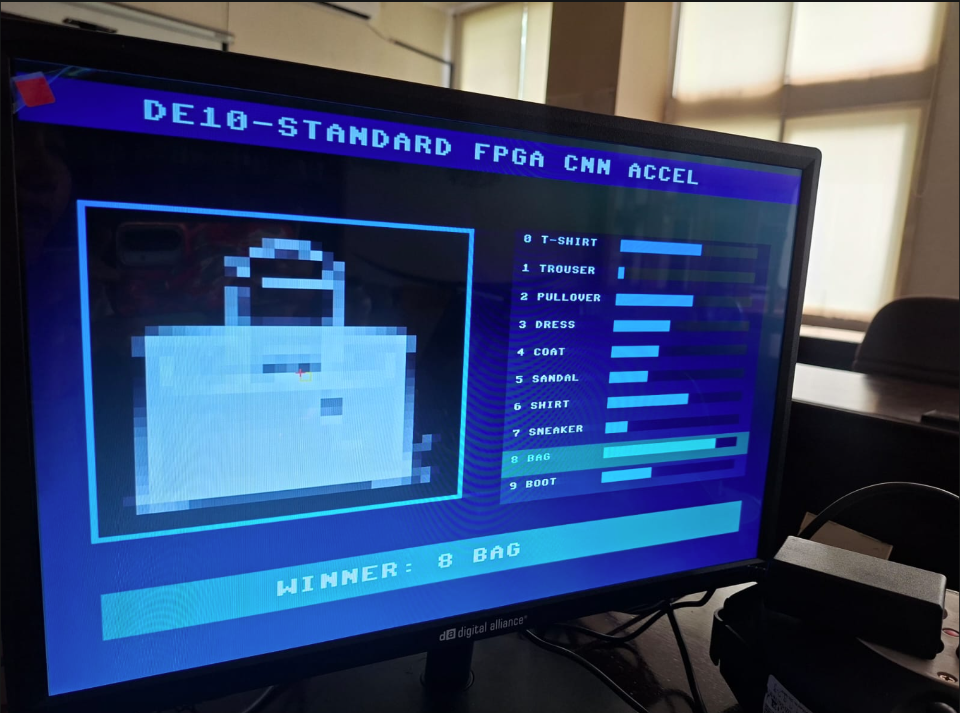 DE10-STANDARD FPGA CNN ACCEL
0 T-SHIRT
1 TROUSER
2 PULLOVER
3 DRESS
4 COAT
5 SANDAL
6 SHIRT
7 SNEAKER
8 BAG
9 BOOT
WINNER: 8 BAG
da digital alliance